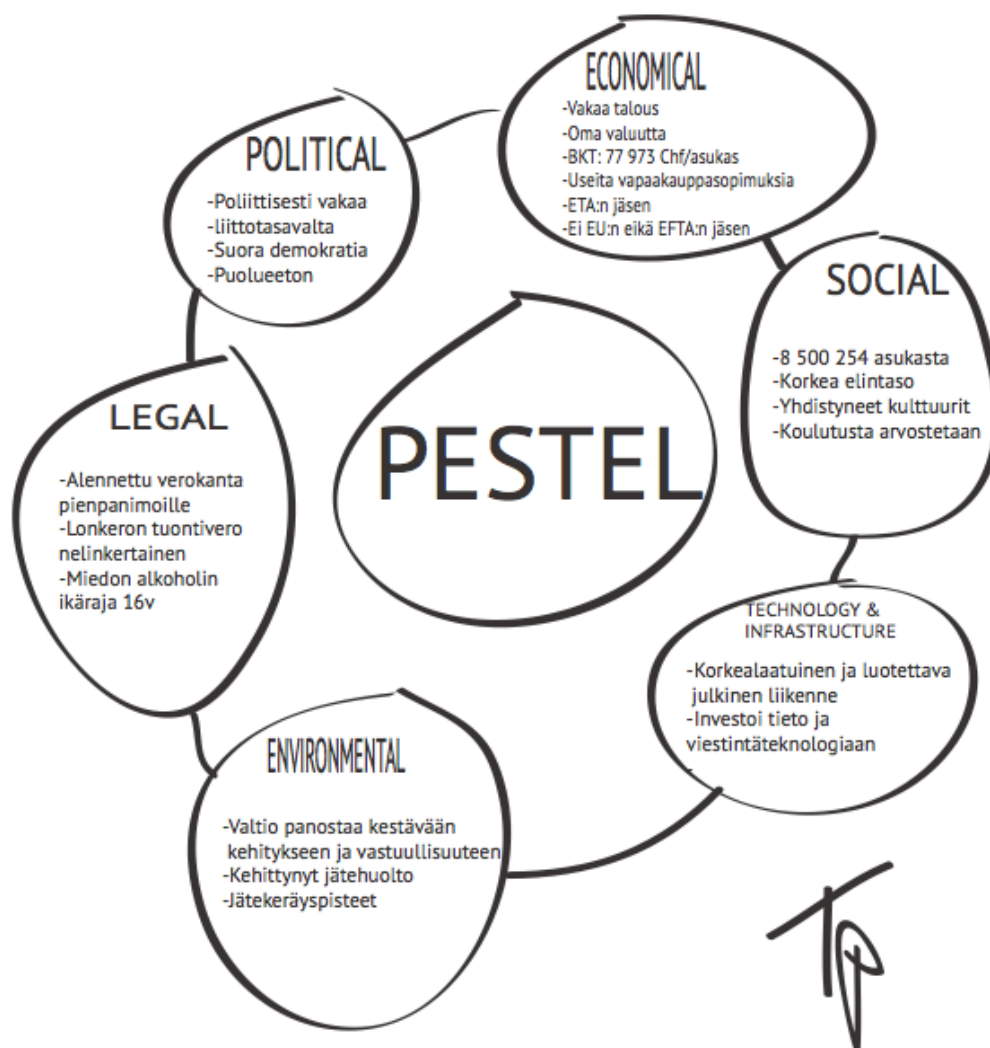 PESTEL
POLITICAL
-Poliittisesti vakaa
-liittotasavalta
-Suora demokratia
-Puolueeton
ECONOMICAL
-Vakaa talous
-Oma valuutta
-BKT: 77 973 Chf/asukas
-Useita vapaakauppasopimuksia
-ETA:n jäsen
-Ei EU:n eikä EFTA:n jäsen
SOCIAL
-8 500 254 asukasta
-Korkea elintaso
-Yhdistyneet kulttuurit
-Koulutusta arvostetaan
TECHNOLOGY &
INFRASTRUCTURE
-Korkealaatuinen ja luotettava
julkinen liikenne
-Investoi tieto ja
viestintäteknologiaan
ENVIRONMENTAL
-Valtio panostaa kestävään
kehitykseen ja vastuullisuuteen
-Kehittynyt jätehuolto
-Jätekeräyspisteet
LEGAL
-Alennettu verokanta
pienpanimoille
-Lonkeron tuontivero
nelinkertainen
-Miedon alkoholin
ikäraja 16v